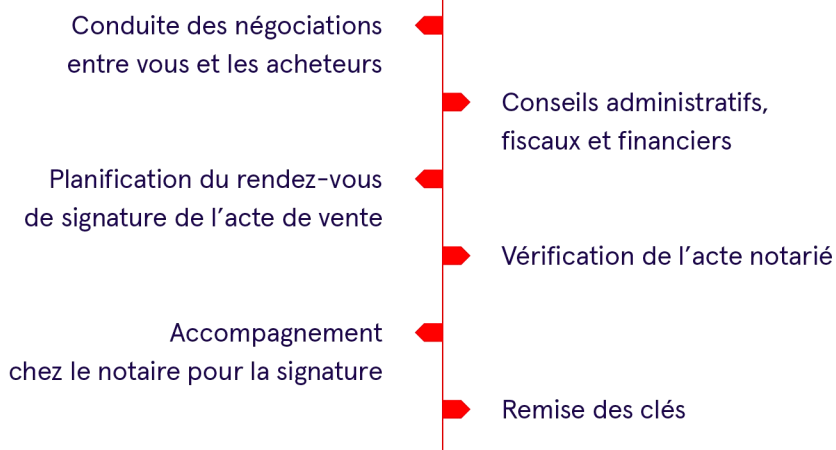 Conduite des négociations
entre vous et les acheteurs
Conseils administratifs,
fiscaux et financiers
Planification du rendez-vous
de signature de l'acte de vente
Vérification de l'acte notarié
Accompagnement
chez le notaire pour la signature
Remise des clés